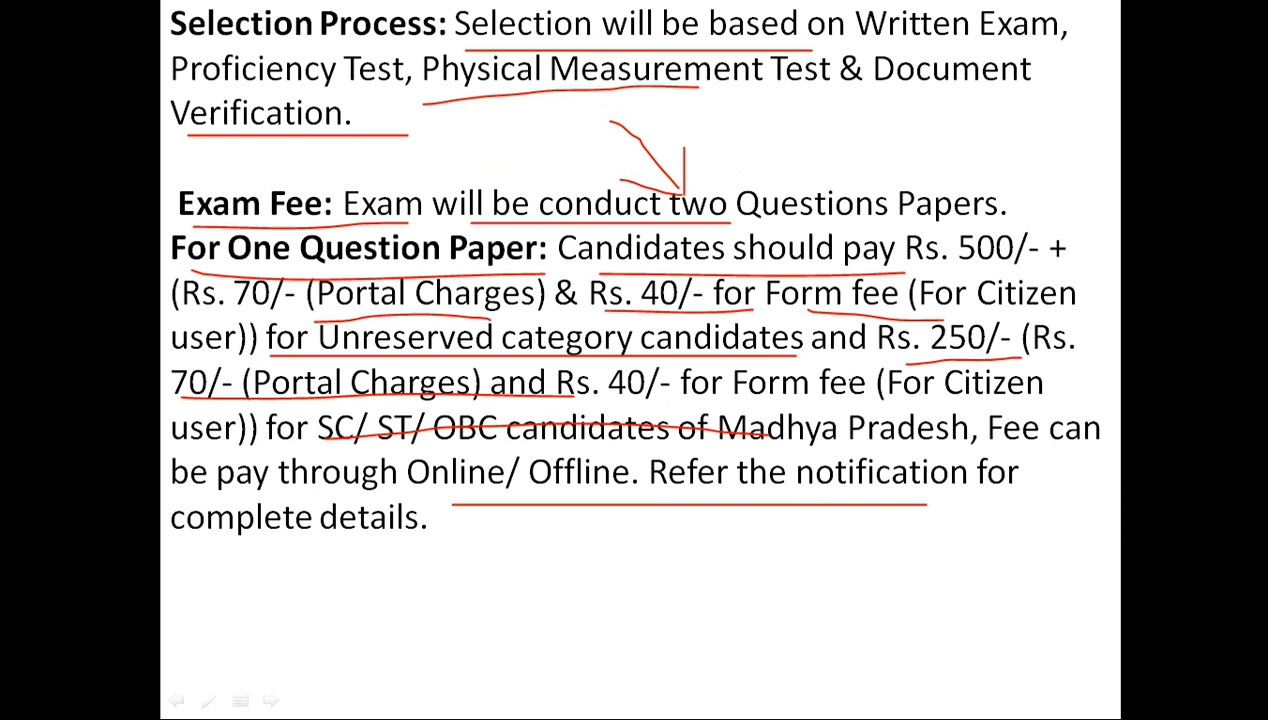 Selection Process: Selection will be based on Written Exam,
Proficiency Test, Physical Measurement Test & Document
Verification.
Exam Fee: Exam will be conduct two Questions Papers.
For One Question Paper: Candidates should pay Rs. 500/- +
(Rs. 70/- (Portal Charges) & Rs. 40/- for Form fee (For Citizen
user)) for Unreserved category candidates and Rs. 250/- (Rs.
70/- (Portal Charges) and Rs. 40/- for Form fee (For Citizen
user)) for SC/ ST/ OBC candidates of Madhya Pradesh, Fee can
be pay through Online/ Offline. Refer the notification for
complete details.